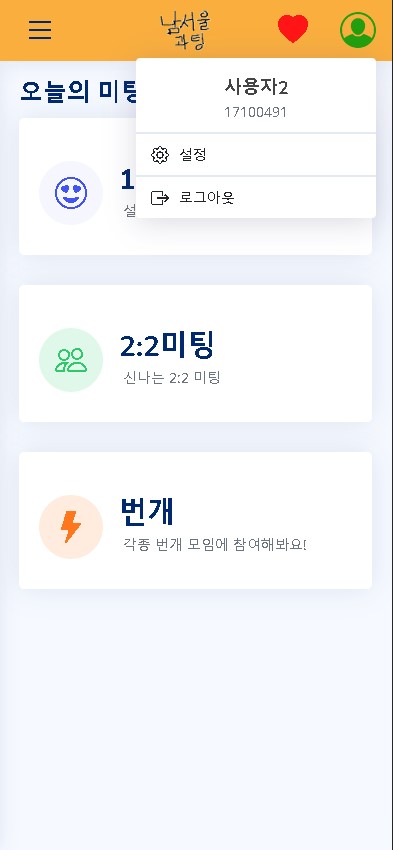 남서울
과팅
사용자2
17100491
오늘의 미팅
설정
로그아웃
1
설
2:2미팅
신나는 2:2 미팅
번개
각종 번개 모임에 참여해봐요!